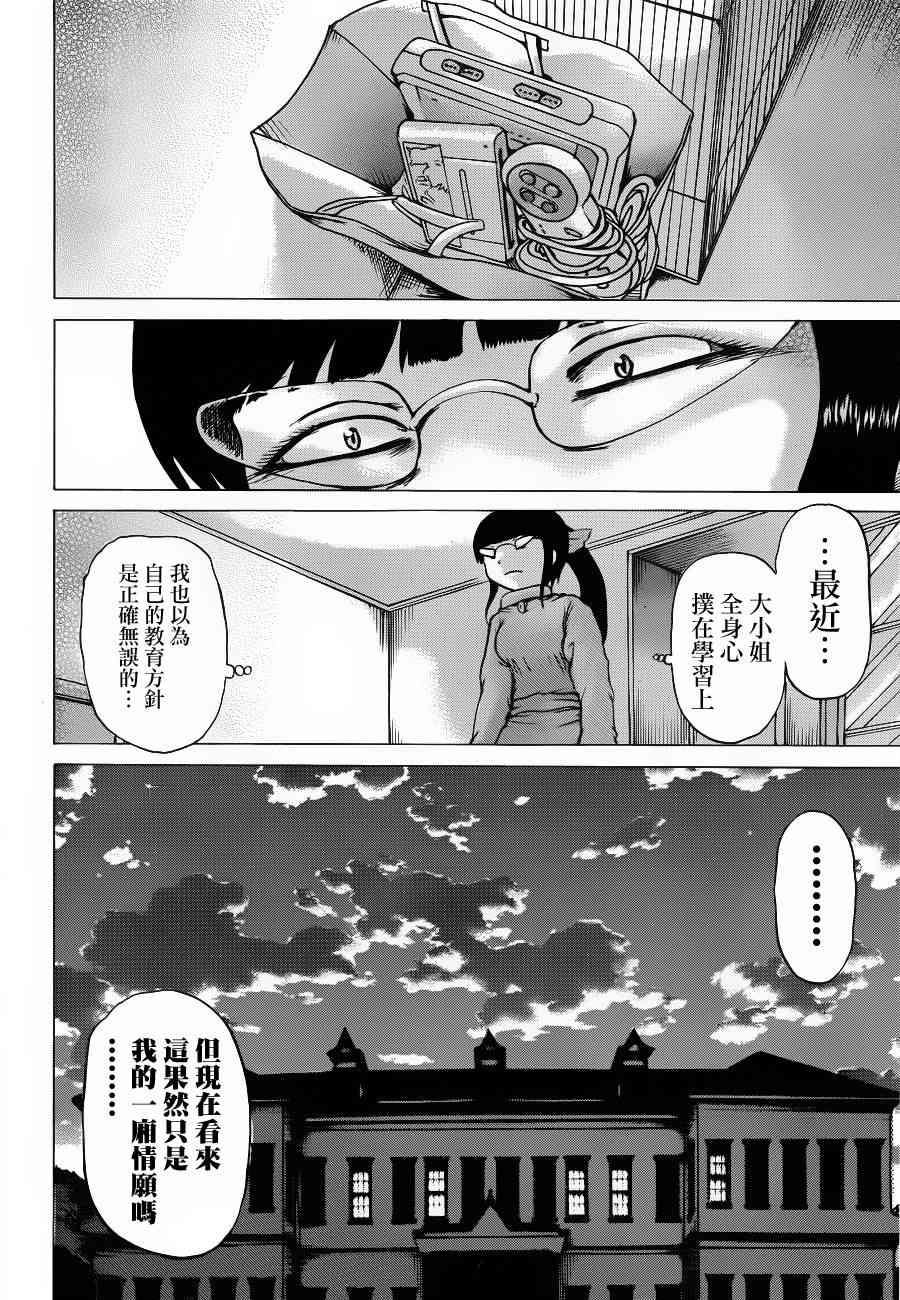 …最近…
大小姐
全身心
撲在學習上
我也以為
自己的教育方針
是正確無誤的…
………
但現在看來
這果然只是
我的一廂情願嗎
………